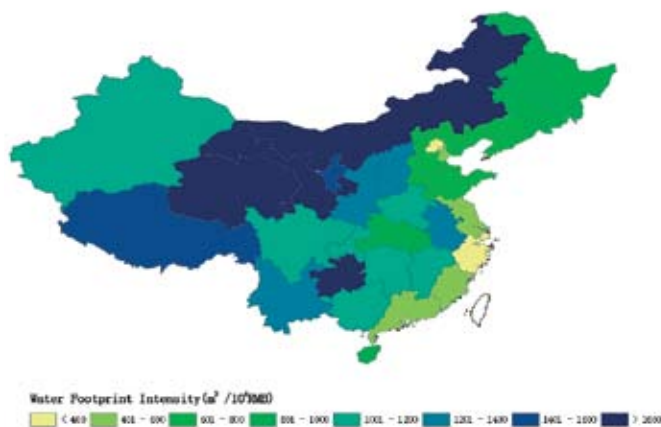 Water Footprint Intensity(m³ /10⁴RMB)
< 400 401 - 600 601 - 800 801 - 1000 1001 - 1200 1201 - 1400 1401 - 1600 > 1600